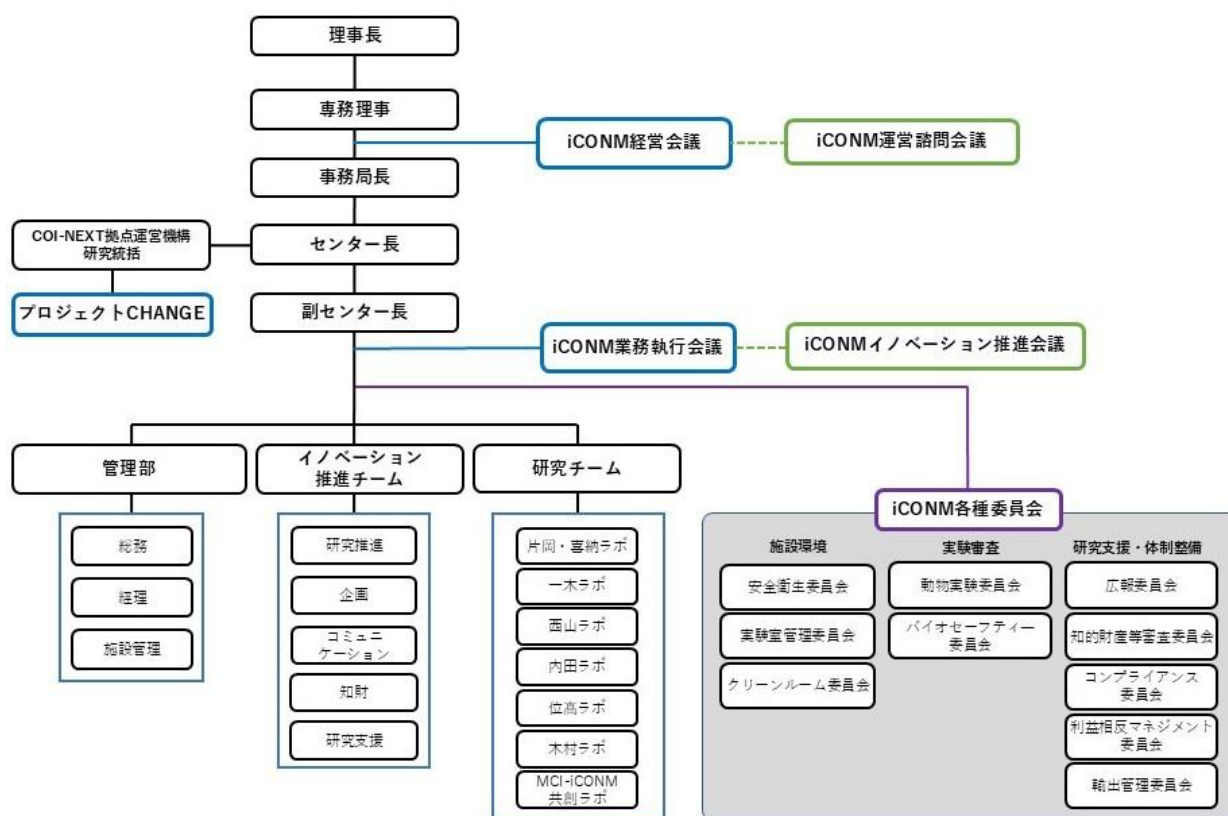 理事長
専務理事
iCONM経営会議
iCONM運営諮問会議
事務局長
COI-NEXT拠点運営機構
研究統括
センター長
プロジェクトCHANGE
副センター長
iCONM業務執行会議
iCONMイノベーション推進会議
管理部
イノベーション
推進チーム
研究チーム
総務
経理
施設管理
研究推進
企画
コミュニ
ケーション
知財
研究支援
片岡・喜納ラボ
一木ラボ
西山ラボ
内田ラボ
位髙ラボ
木村ラボ
MCI-iCONM
共創ラボ
iCONM各種委員会
施設環境
安全衛生委員会
実験室管理委員会
クリーンルーム委員会
実験審査
動物実験委員会
バイオセーフティー
委員会
研究支援・体制整備
広報委員会
知的財産等審査委員会
コンプライアンス
委員会
利益相反マネジメント
委員会
輸出管理委員会